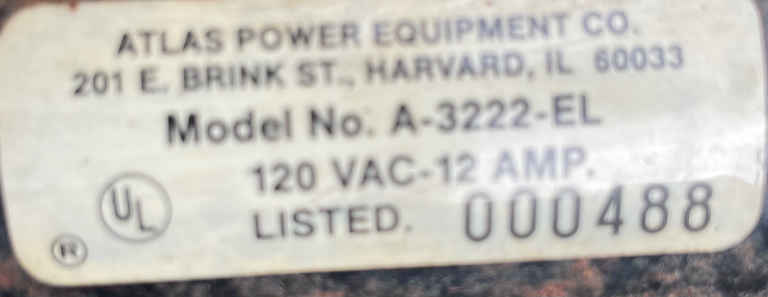 ATLAS POWER EQUIPMENT CO.
201 E. BRINK ST., HARVARD, IL 60033
Model No. A-3222-EL
120 VAC-12 AMP.
UL LISTED. 000488
®